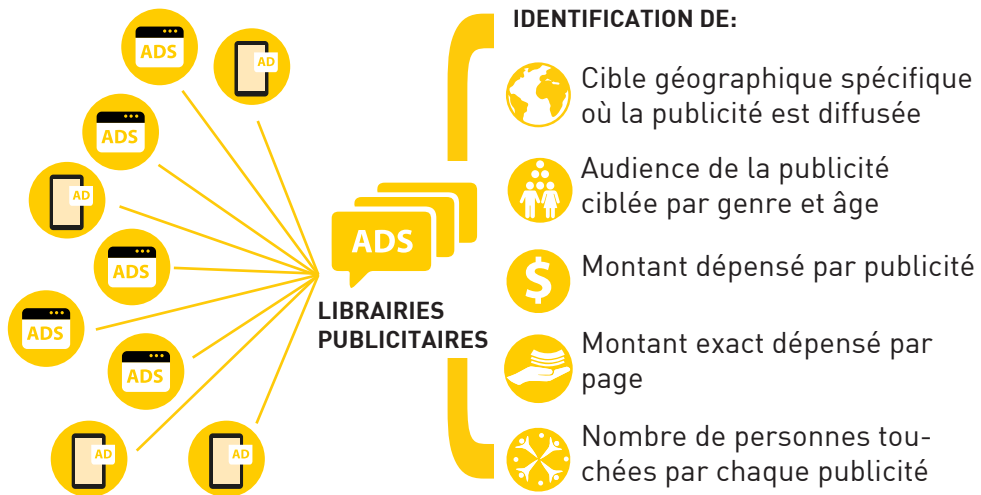 ADS
AD
ADS
AD
ADS
ADS
ADS
AD
AD
ADS
LIBRAIRIES
PUBLICITAIRES
IDENTIFICATION DE:
Cible géographique spécifique
où la publicité est diffusée
Audience de la publicité
ciblée par genre et âge
$
Montant dépensé par publicité
Montant exact dépensé par
page
Nombre de personnes tou-
chées par chaque publicité